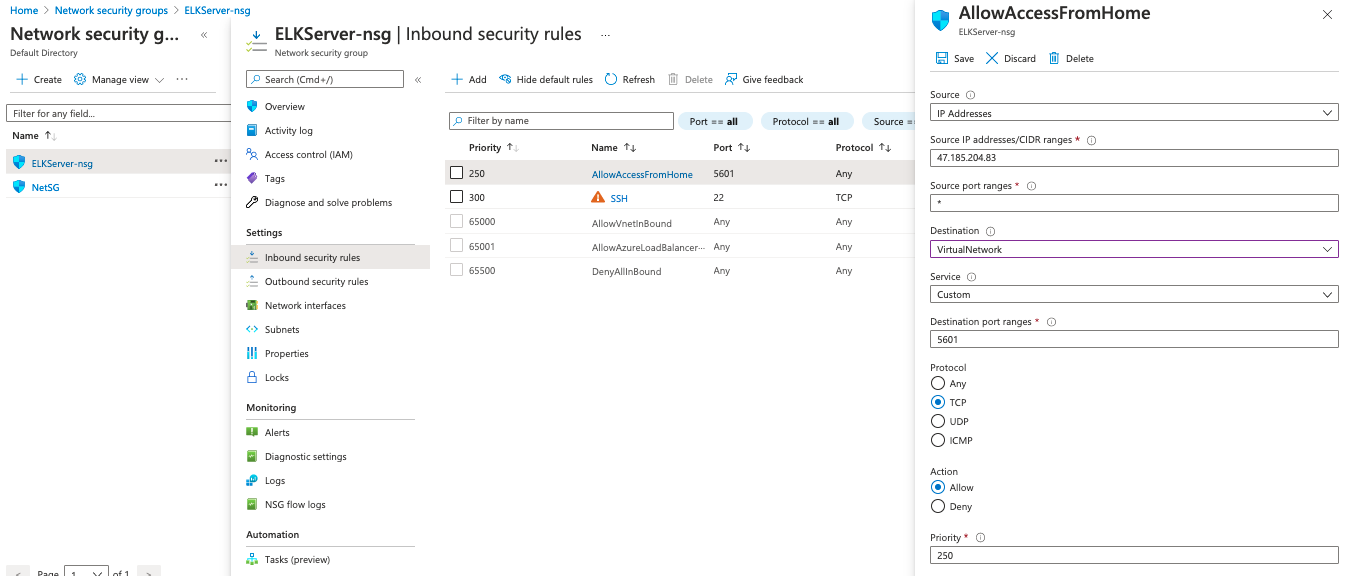 Home > Network security groups > ELKServer-nsg
Network security g... «
Default Directory
Create Manage view ...
Filter for any field...
Name ↑↓
ELKServer-nsg ...
NetSG ...
< Page 1 of 1 >
ELKServer-nsg | Inbound security rules ...
Network security group
Search (Cmd+/) «
Overview
Activity log
Access control (IAM)
Tags
Diagnose and solve problems
Settings
Inbound security rules
Outbound security rules
Network interfaces
Subnets
Properties
Locks
Monitoring
Alerts
Diagnostic settings
Logs
NSG flow logs
Automation
Tasks (preview)
Add Hide default rules Refresh Delete Give feedback
Filter by name Port == all Protocol == all Source =
Priority ↑↓ Name ↑↓ Port ↑↓ Protocol ↑↓
250 AllowAccessFromHome 5601 Any
300 SSH 22 TCP
65000 AllowVnetInBound Any Any
65001 AllowAzureLoadBalancer... Any Any
65500 DenyAllInBound Any Any
AllowAccessFromHome
ELKServer-nsg
Save Discard Delete
Source
IP Addresses
Source IP addresses/CIDR ranges *
47.185.204.83
Source port ranges *
*
Destination
VirtualNetwork
Service
Custom
Destination port ranges *
5601
Protocol
Any
TCP
UDP
ICMP
Action
Allow
Deny
Priority *
250